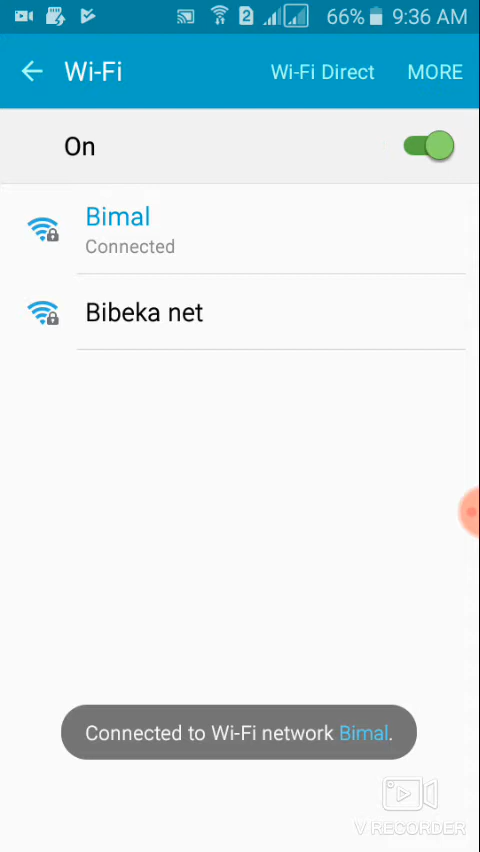 2 66% 9:36 AM
Wi-Fi Wi-Fi Direct MORE
On
Bimal
Connected
Bibeka net
Connected to Wi-Fi network Bimal.
V RECORDER